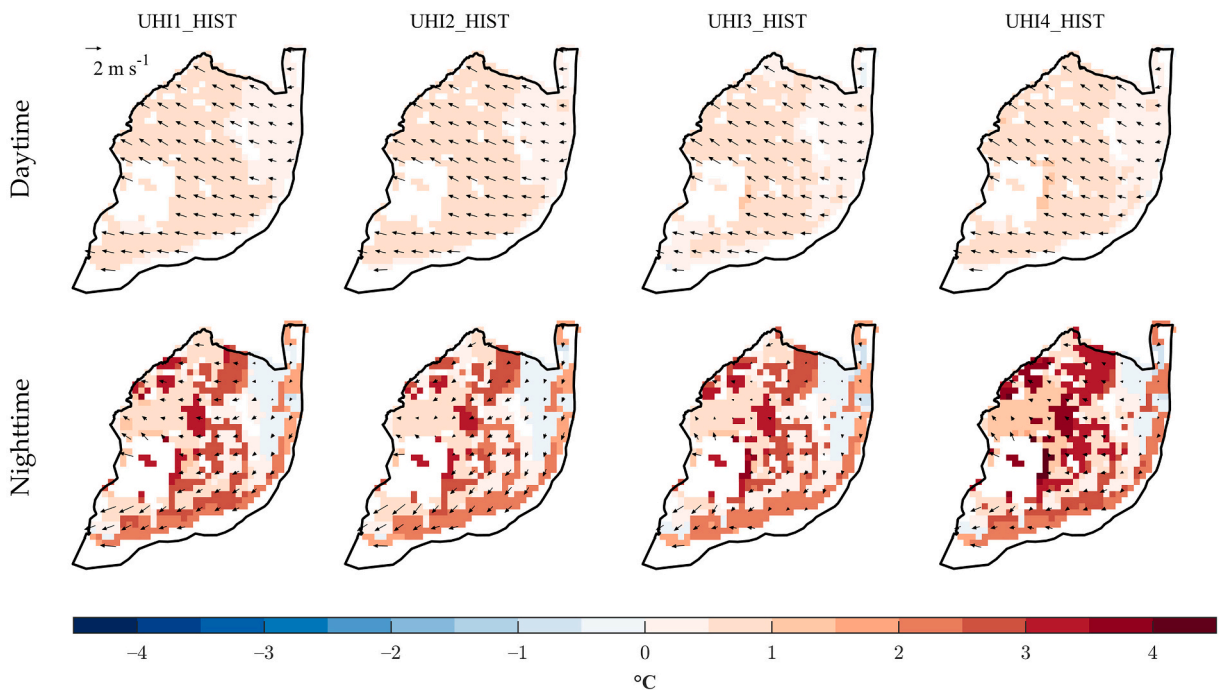 UHI1_HIST UHI2_HIST UHI3_HIST UHI4_HIST
2 m s⁻¹
Daytime
Nighttime
–4 –3 –2 –1 0 1 2 3 4
°C